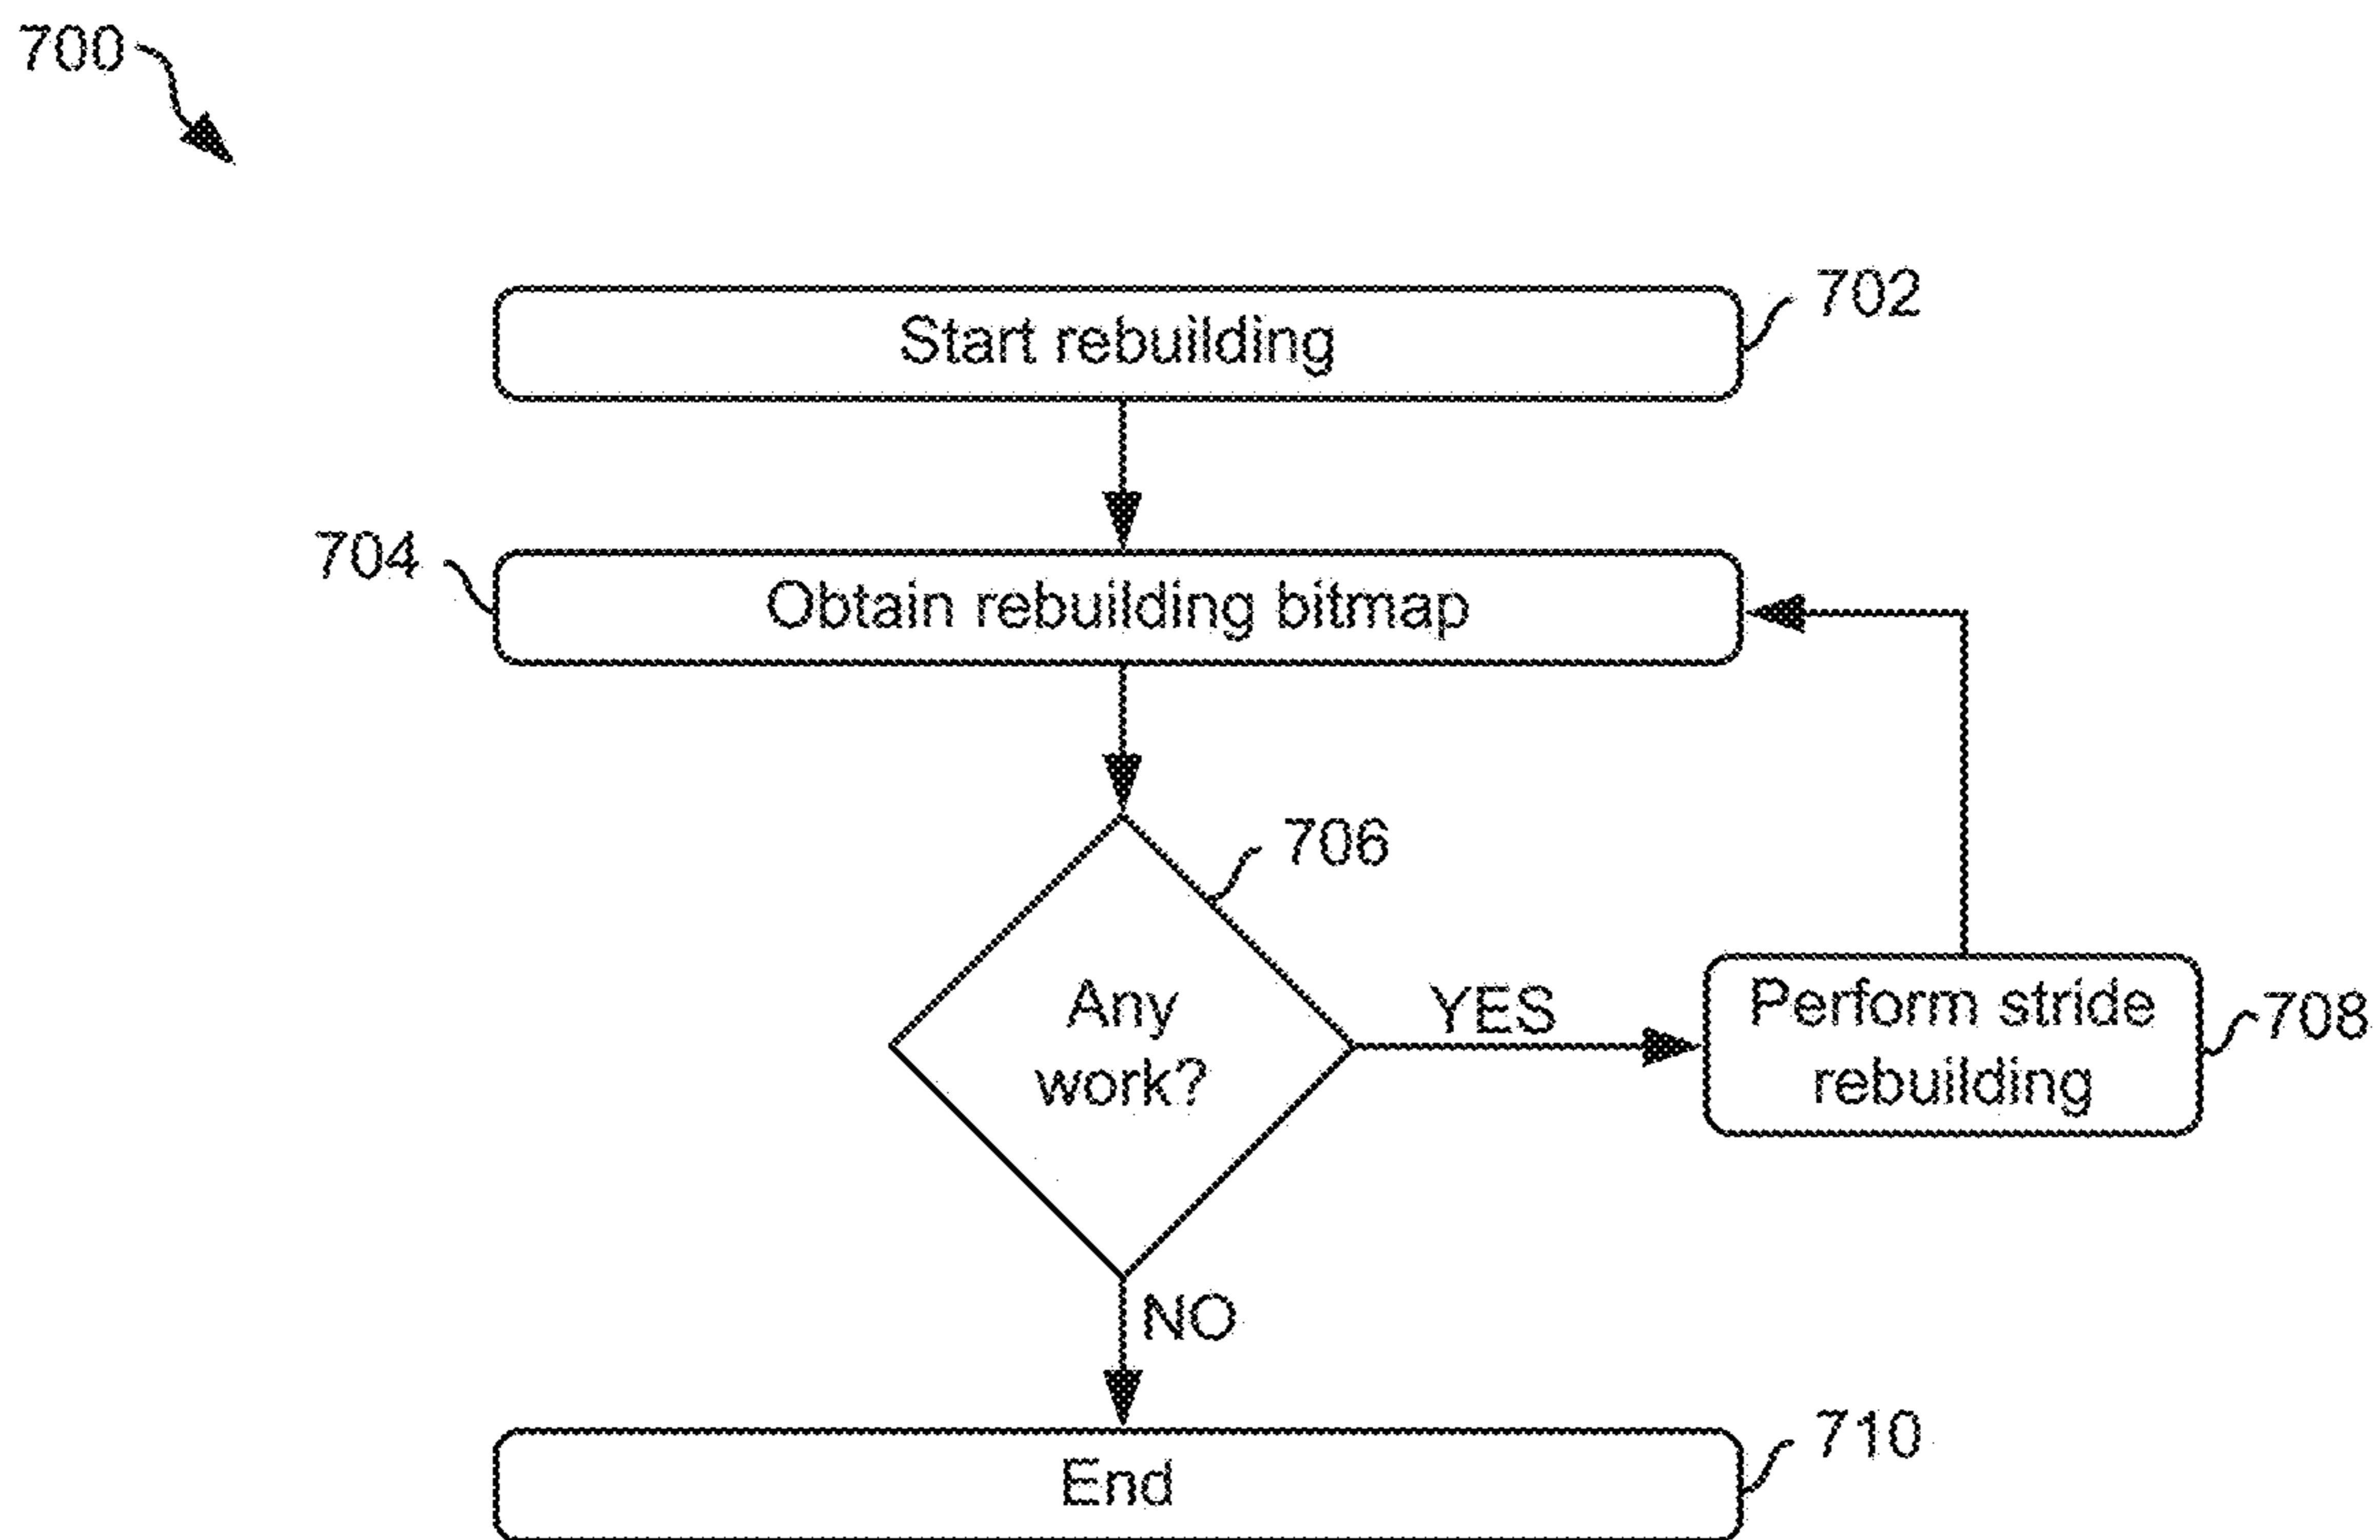 700
Start rebuilding
702
704
Obtain rebuilding bitmap
706
Any
work?
YES
Perform stride
rebuilding
708
NO
End
710